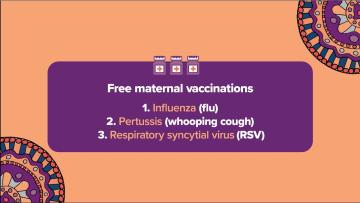 Free maternal vaccinations
1. Influenza (flu)
2. Pertussis (whooping cough)
3. Respiratory syncytial virus (RSV)